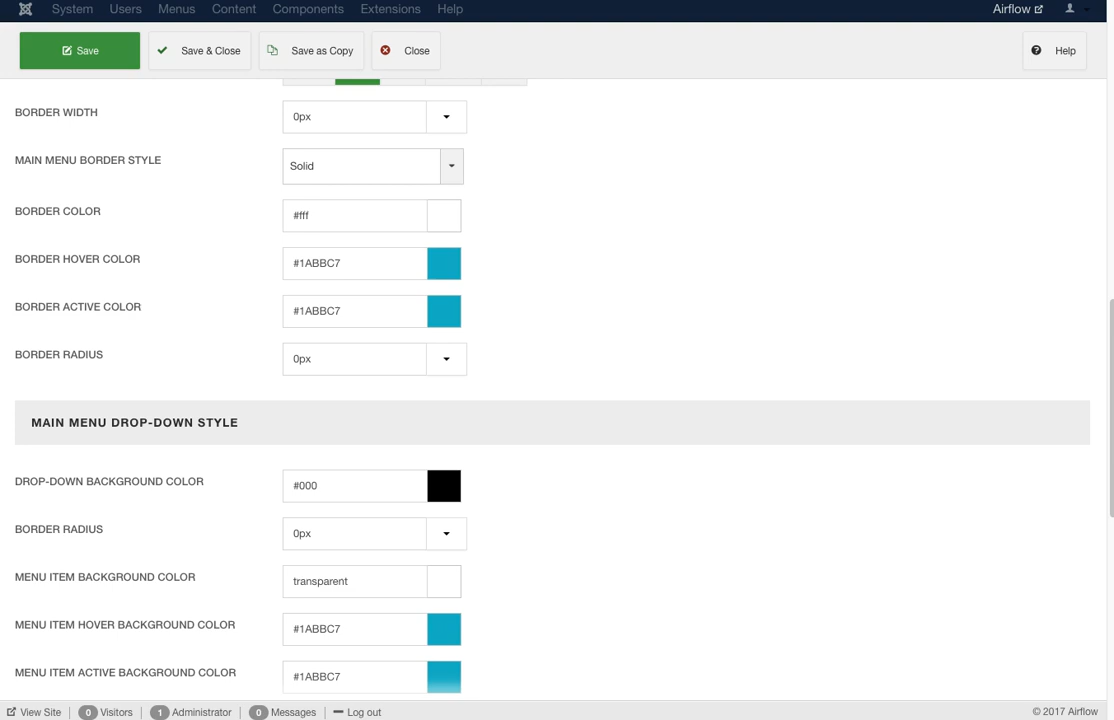 System Users Menus Content Components Extensions Help Airflow
Save Save & Close Save as Copy Close Help
BORDER WIDTH 0px
MAIN MENU BORDER STYLE Solid
BORDER COLOR #fff
BORDER HOVER COLOR #1ABBC7
BORDER ACTIVE COLOR #1ABBC7
BORDER RADIUS 0px
MAIN MENU DROP-DOWN STYLE
DROP-DOWN BACKGROUND COLOR #000
BORDER RADIUS 0px
MENU ITEM BACKGROUND COLOR transparent
MENU ITEM HOVER BACKGROUND COLOR #1ABBC7
MENU ITEM ACTIVE BACKGROUND COLOR #1ABBC7
View Site 0 Visitors 1 Administrator 0 Messages Log out © 2017 Airflow